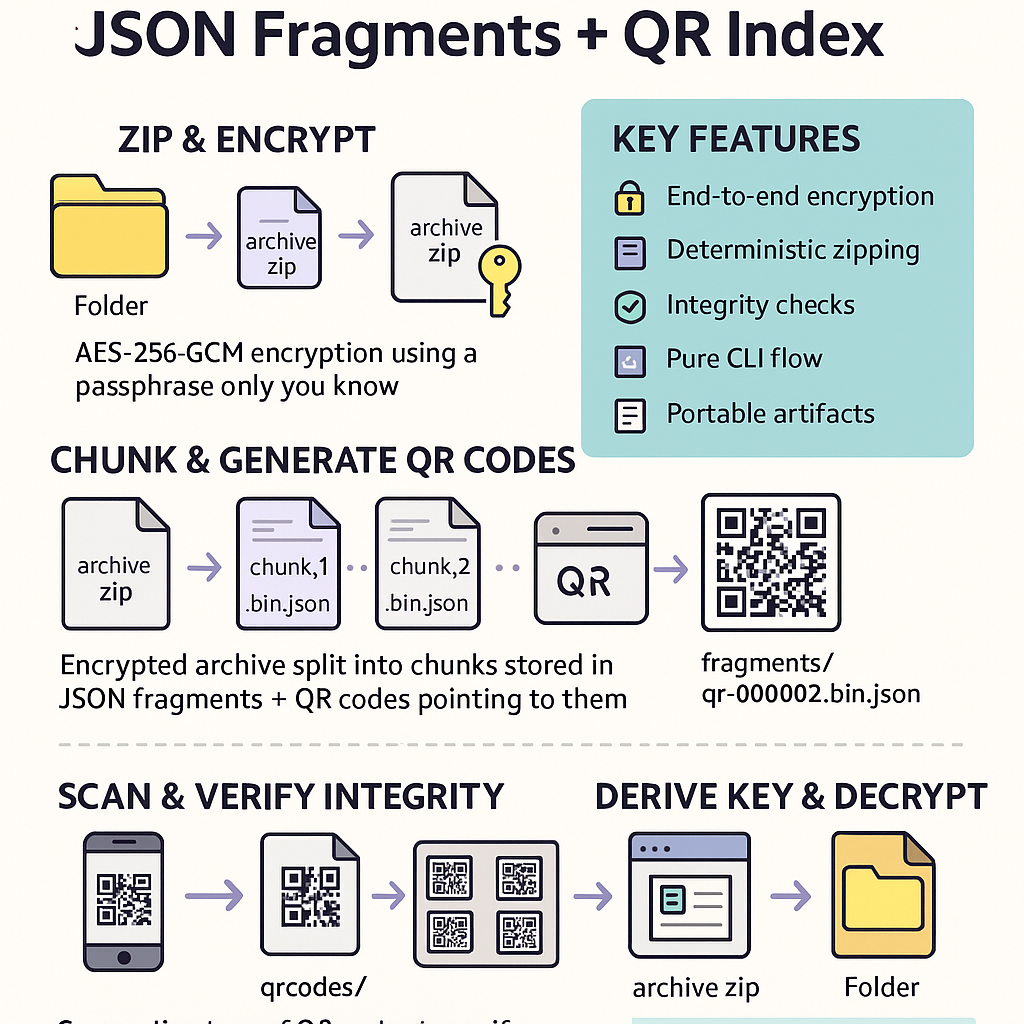 JSON Fragments + QR Index
ZIP & ENCRYPT
archive
zip
archive
zip
Folder
AES-256-GCM encryption using a
passphrase only you know
KEY FEATURES
End-to-end encryption
Deterministic zipping
Integrity checks
Pure CLI flow
Portable artifacts
CHUNK & GENERATE QR CODES
archive
zip
chunk,1
.bin.json
chunk,2
.bin.json
QR
fragments/
qr-000002.bin.json
Encrypted archive split into chunks stored in
JSON fragments + QR codes pointing to them
SCAN & VERIFY INTEGRITY
qrcodes/
DERIVE KEY & DECRYPT
archive zip
Folder